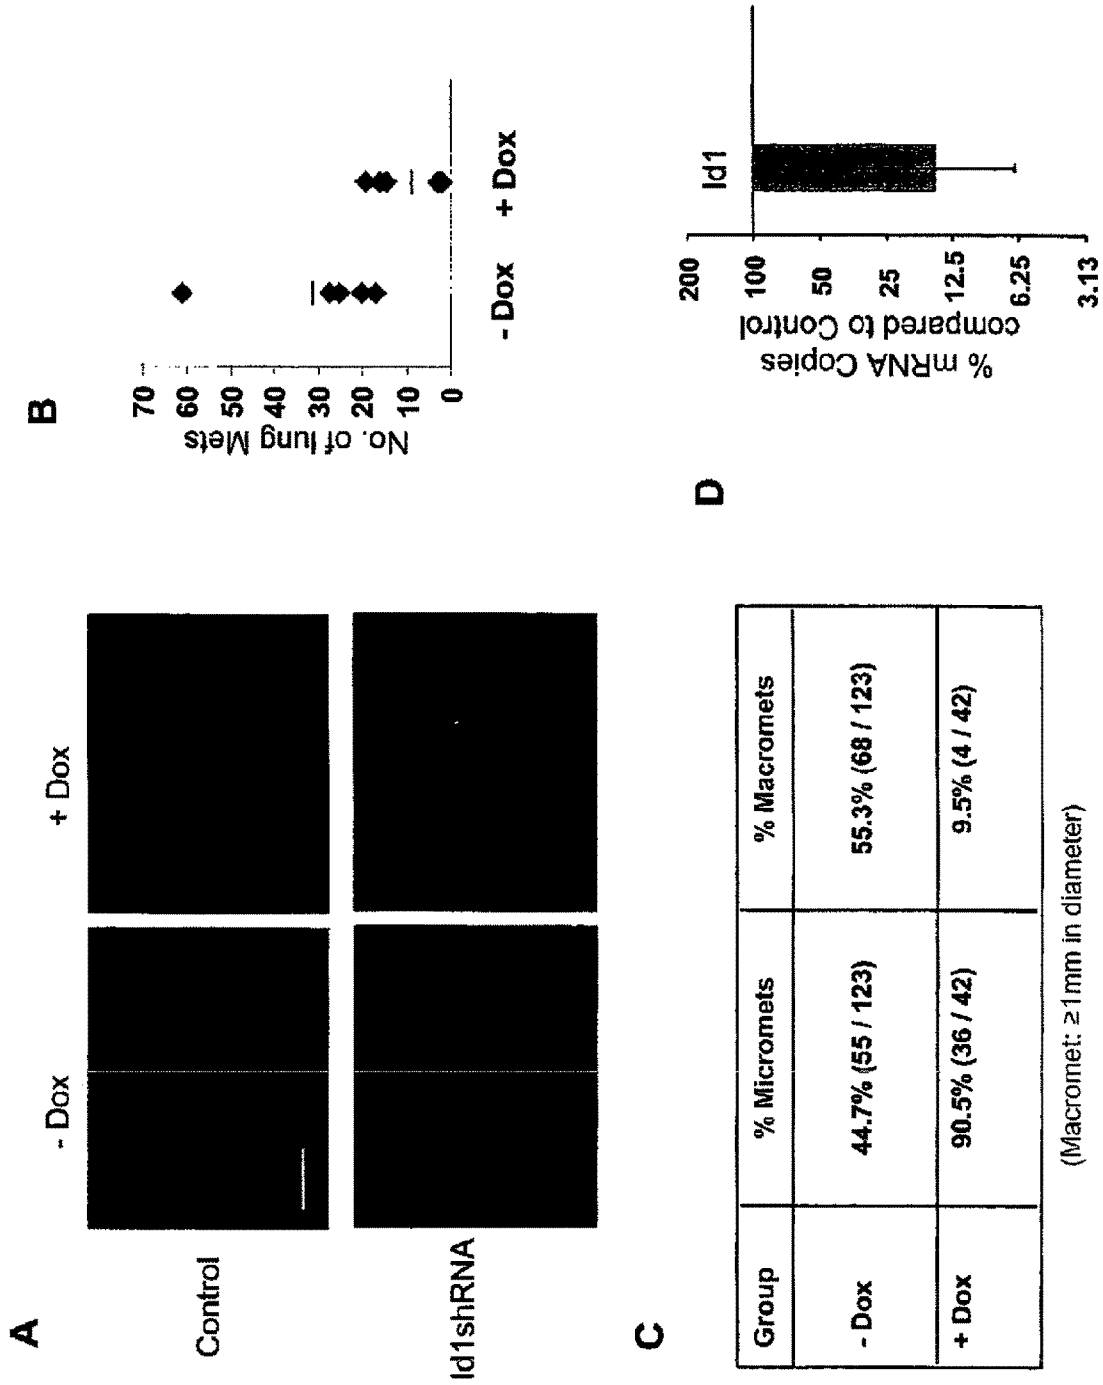 A
- Dox
+ Dox
Control
Id1shRNA
B
No. of lung Mets
70
60
50
40
30
20
10
0
- Dox
+ Dox
C
Group
% Micromets
% Macromets
- Dox
44.7% (55 / 123)
55.3% (68 / 123)
+ Dox
90.5% (36 / 42)
9.5% (4 / 42)
(Macromet: ≥1mm in diameter)
D
% mRNA Copies
compared to Control
200
100
50
25
12.5
6.25
3.13
Id1